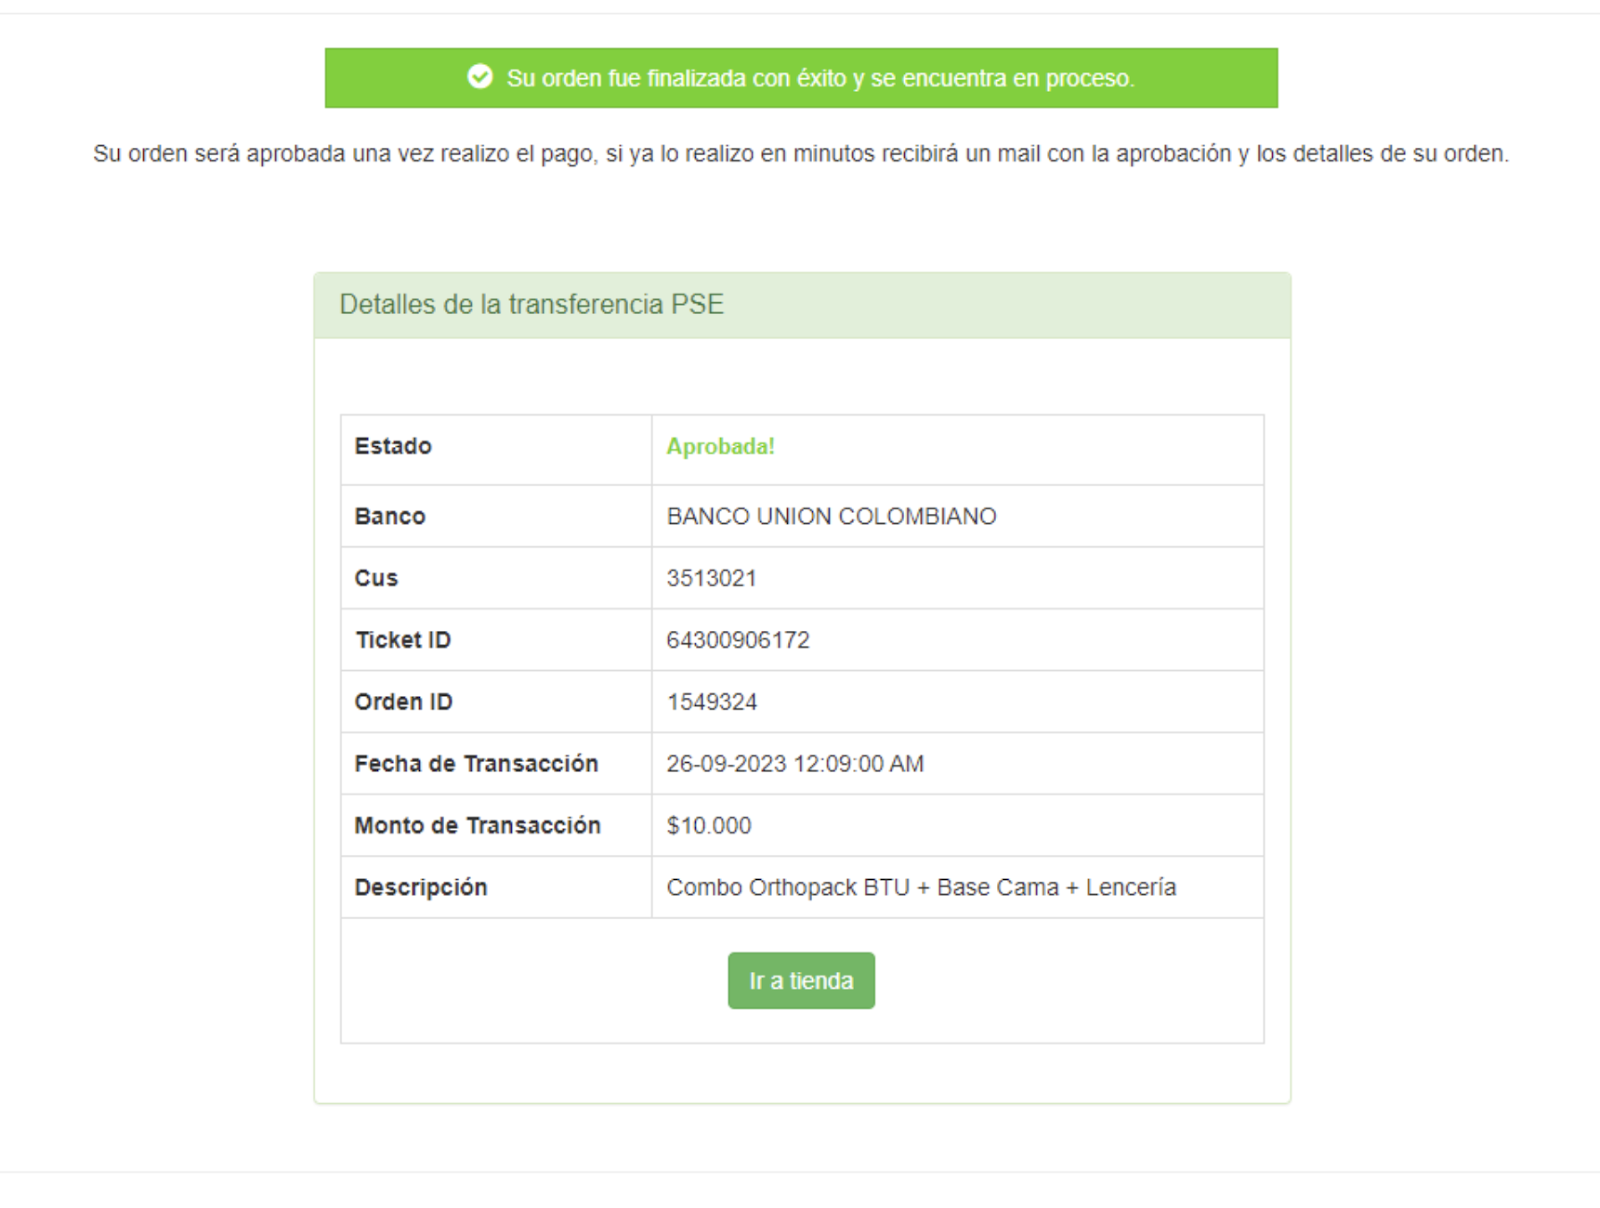 Su orden fue finalizada con éxito y se encuentra en proceso.
Su orden será aprobada una vez realizo el pago, si ya lo realizo en minutos recibirá un mail con la aprobación y los detalles de su orden.
Detalles de la transferencia PSE
Estado Aprobada!
Banco BANCO UNION COLOMBIANO
Cus 3513021
Ticket ID 64300906172
Orden ID 1549324
Fecha de Transacción 26-09-2023 12:09:00 AM
Monto de Transacción $10.000
Descripción Combo Orthopack BTU + Base Cama + Lencería
Ir a tienda